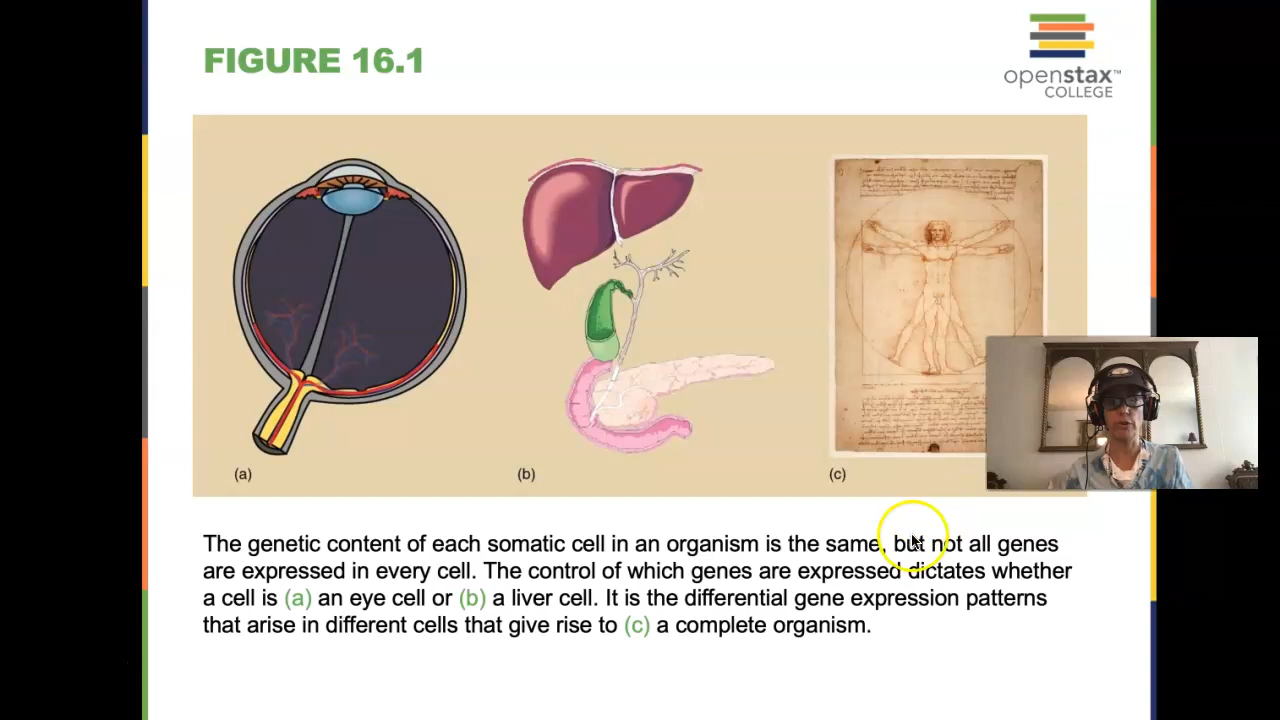 FIGURE 16.1
openstax™
COLLEGE
(a)
(b)
(c)
The genetic content of each somatic cell in an organism is the same, but not all genes
are expressed in every cell. The control of which genes are expressed dictates whether
a cell is (a) an eye cell or (b) a liver cell. It is the differential gene expression patterns
that arise in different cells that give rise to (c) a complete organism.